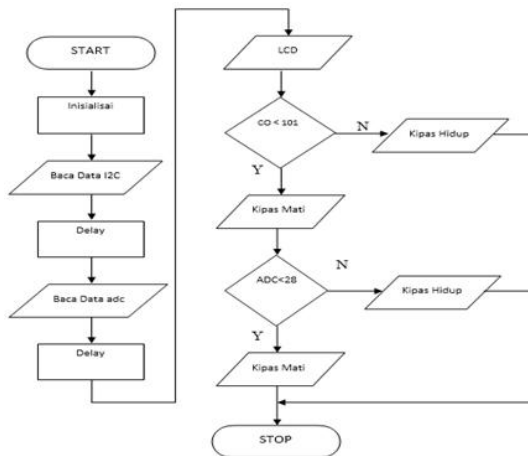 START
Inisialisai
Baca Data I2C
Delay
Baca Data adc
Delay
LCD
CO < 101
N
Kipas Hidup
Y
Kipas Mati
ADC<28
N
Kipas Hidup
Y
Kipas Mati
STOP